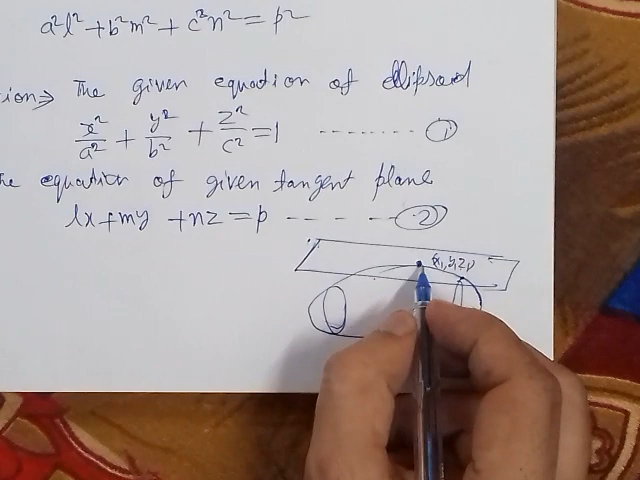 a²l² + b²m² + c²n² = p²
ion⇒ The given equation of ellipsoid
x²/a² + y²/b² + z²/c² = 1 -------- ①
he equation of given tangent plane
lx + my + nz = p - - - - - ②
(x₁, y₁, z₁)